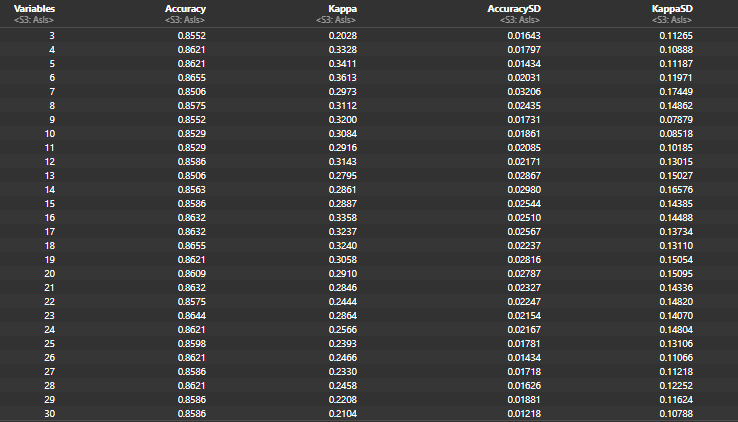 Variables Accuracy Kappa AccuracySD KappaSD
<S3: AsIs> <S3: AsIs> <S3: AsIs> <S3: AsIs> <S3: AsIs>
3 0.8552 0.2028 0.01643 0.11265
4 0.8621 0.3328 0.01797 0.10888
5 0.8621 0.3411 0.01434 0.11187
6 0.8655 0.3613 0.02031 0.11971
7 0.8506 0.2973 0.03206 0.17449
8 0.8575 0.3112 0.02435 0.14862
9 0.8552 0.3200 0.01731 0.07879
10 0.8529 0.3084 0.01861 0.08518
11 0.8529 0.2916 0.02085 0.10185
12 0.8586 0.3143 0.02171 0.13015
13 0.8506 0.2795 0.02867 0.15027
14 0.8563 0.2861 0.02980 0.16576
15 0.8586 0.2887 0.02544 0.14385
16 0.8632 0.3358 0.02510 0.14488
17 0.8632 0.3237 0.02567 0.13734
18 0.8655 0.3240 0.02237 0.13110
19 0.8621 0.3058 0.02816 0.15054
20 0.8609 0.2910 0.02787 0.15095
21 0.8632 0.2846 0.02327 0.14336
22 0.8575 0.2444 0.02247 0.14820
23 0.8644 0.2864 0.02154 0.14070
24 0.8621 0.2566 0.02167 0.14804
25 0.8598 0.2393 0.01781 0.13106
26 0.8621 0.2466 0.01434 0.11066
27 0.8586 0.2330 0.01718 0.11218
28 0.8621 0.2458 0.01626 0.12252
29 0.8586 0.2208 0.01881 0.11624
30 0.8586 0.2104 0.01218 0.10788